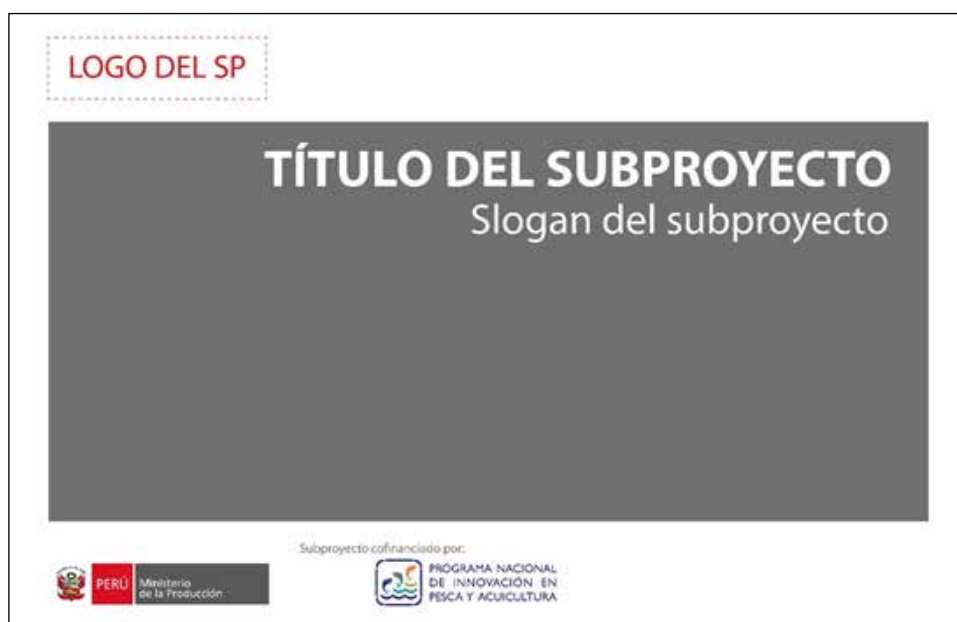 LOGO DEL SP
TÍTULO DEL SUBPROYECTO
Slogan del subproyecto
Subproyecto cofinanciado por:
PERÚ
Ministerio
de la Producción
PROGRAMA NACIONAL
DE INNOVACIÓN EN
PESCA Y ACUICULTURA